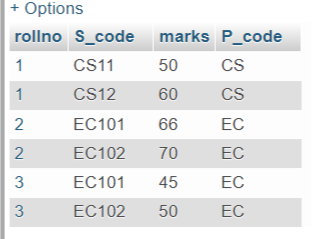 + Options
rollno S_code marks P_code
1 CS11 50 CS
1 CS12 60 CS
2 EC101 66 EC
2 EC102 70 EC
3 EC101 45 EC
3 EC102 50 EC